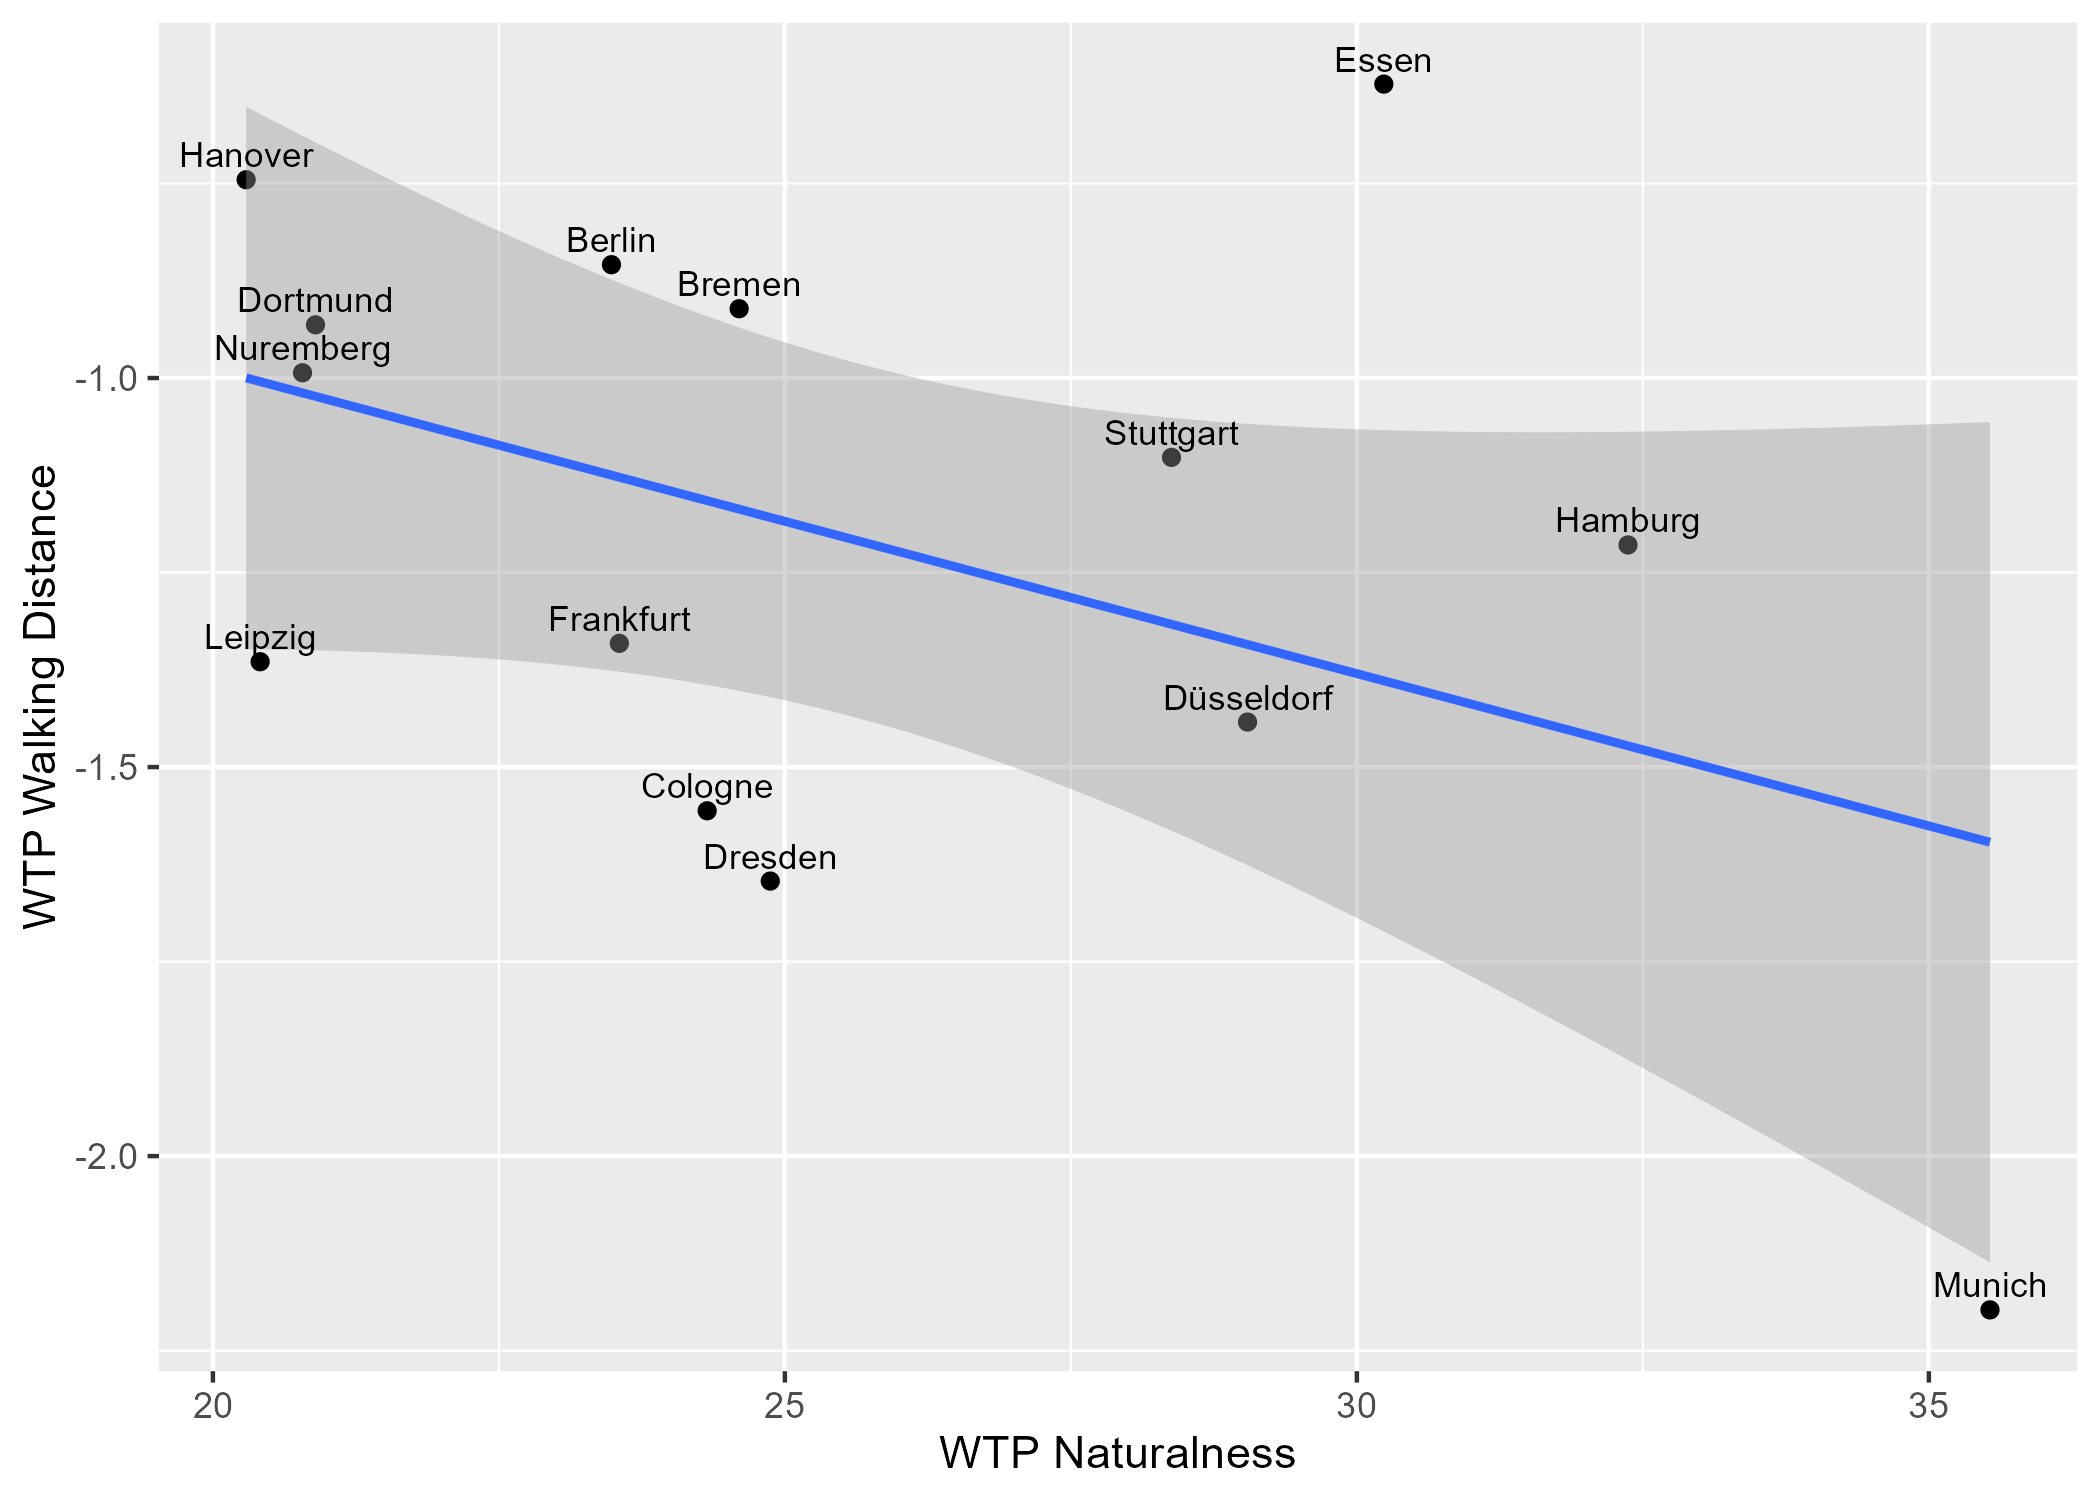 Essen
Hanover
Berlin
Bremen
Dortmund
Nuremberg
-1.0
Stuttgart
Hamburg
Frankfurt
Leipzig
Düsseldorf
-1.5
Cologne
Dresden
-2.0
Munich
20 25 30 35
WTP Naturalness
WTP Walking Distance